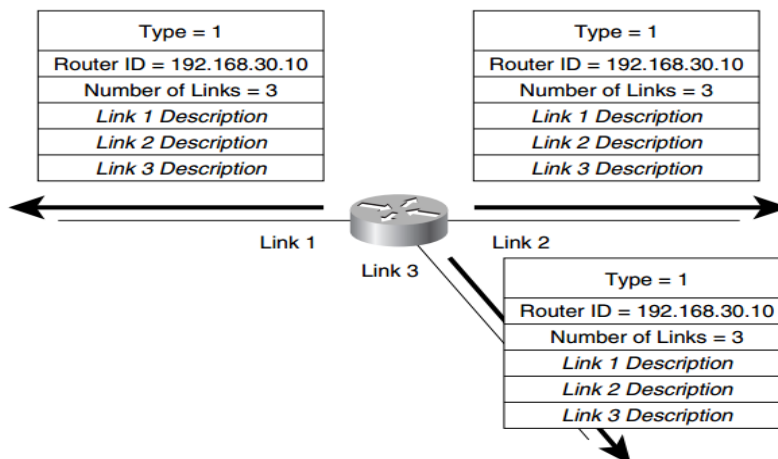 Type = 1
Router ID = 192.168.30.10
Number of Links = 3
Link 1 Description
Link 2 Description
Link 3 Description
Type = 1
Router ID = 192.168.30.10
Number of Links = 3
Link 1 Description
Link 2 Description
Link 3 Description
Link 1
Link 2
Link 3
Type = 1
Router ID = 192.168.30.10
Number of Links = 3
Link 1 Description
Link 2 Description
Link 3 Description